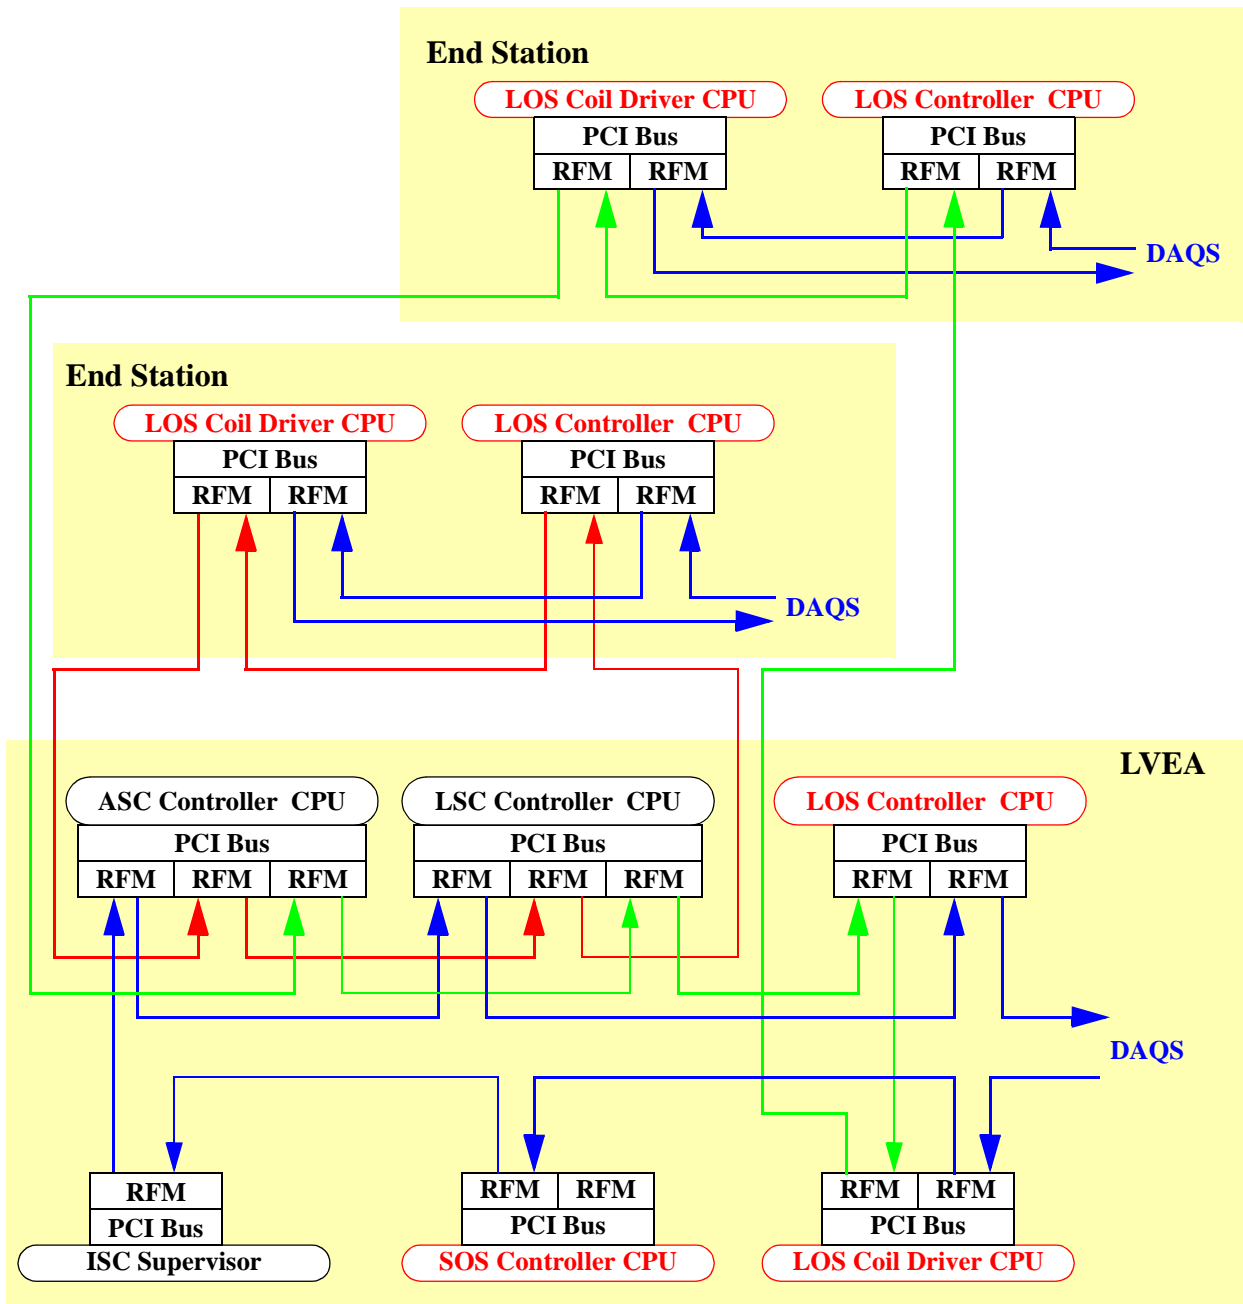 End Station
LOS Coil Driver CPU
LOS Controller CPU
PCI Bus
PCI Bus
RFM RFM
RFM RFM
DAQS
End Station
LOS Coil Driver CPU
LOS Controller CPU
PCI Bus
PCI Bus
RFM RFM
RFM RFM
DAQS
LVEA
ASC Controller CPU
LSC Controller CPU
LOS Controller CPU
PCI Bus
PCI Bus
PCI Bus
RFM RFM RFM
RFM RFM RFM
RFM RFM
DAQS
RFM
RFM RFM
RFM RFM
PCI Bus
PCI Bus
PCI Bus
ISC Supervisor
SOS Controller CPU
LOS Coil Driver CPU